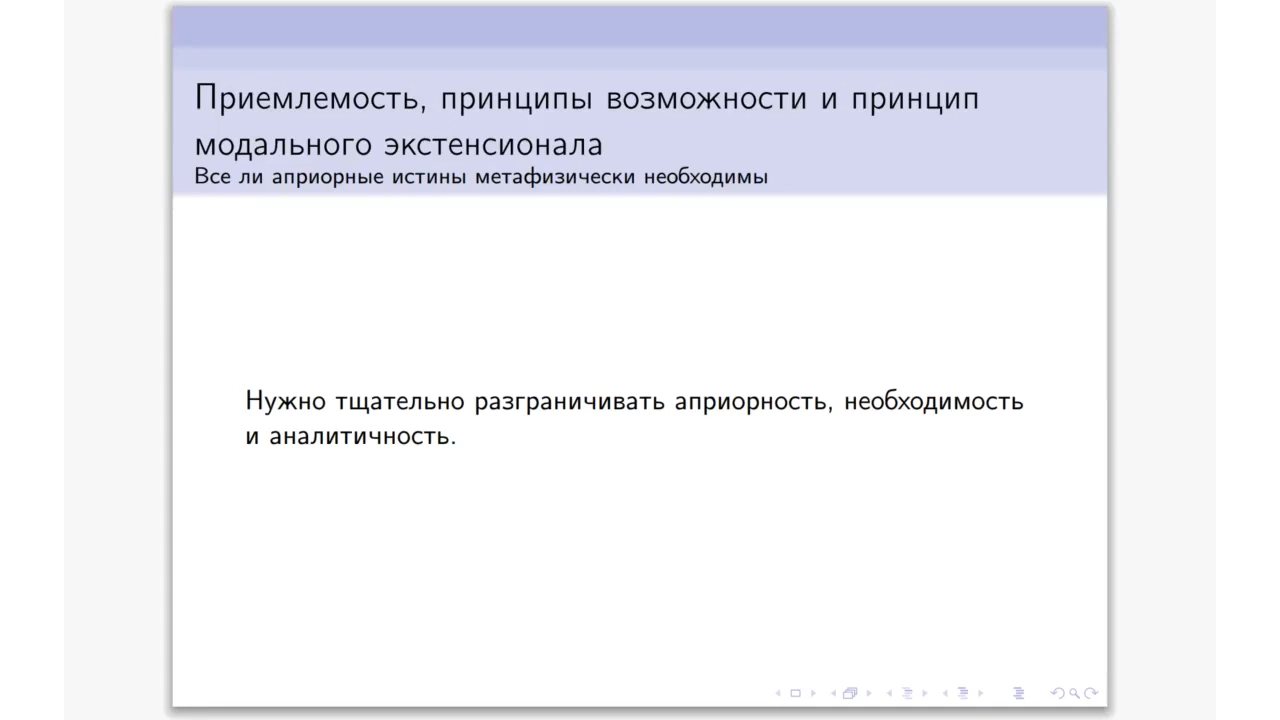 Приемлемость, принципы возможности и принцип
модального экстенсионала
Все ли априорные истины метафизически необходимы
Нужно тщательно разграничивать априорность, необходимость
и аналитичность.